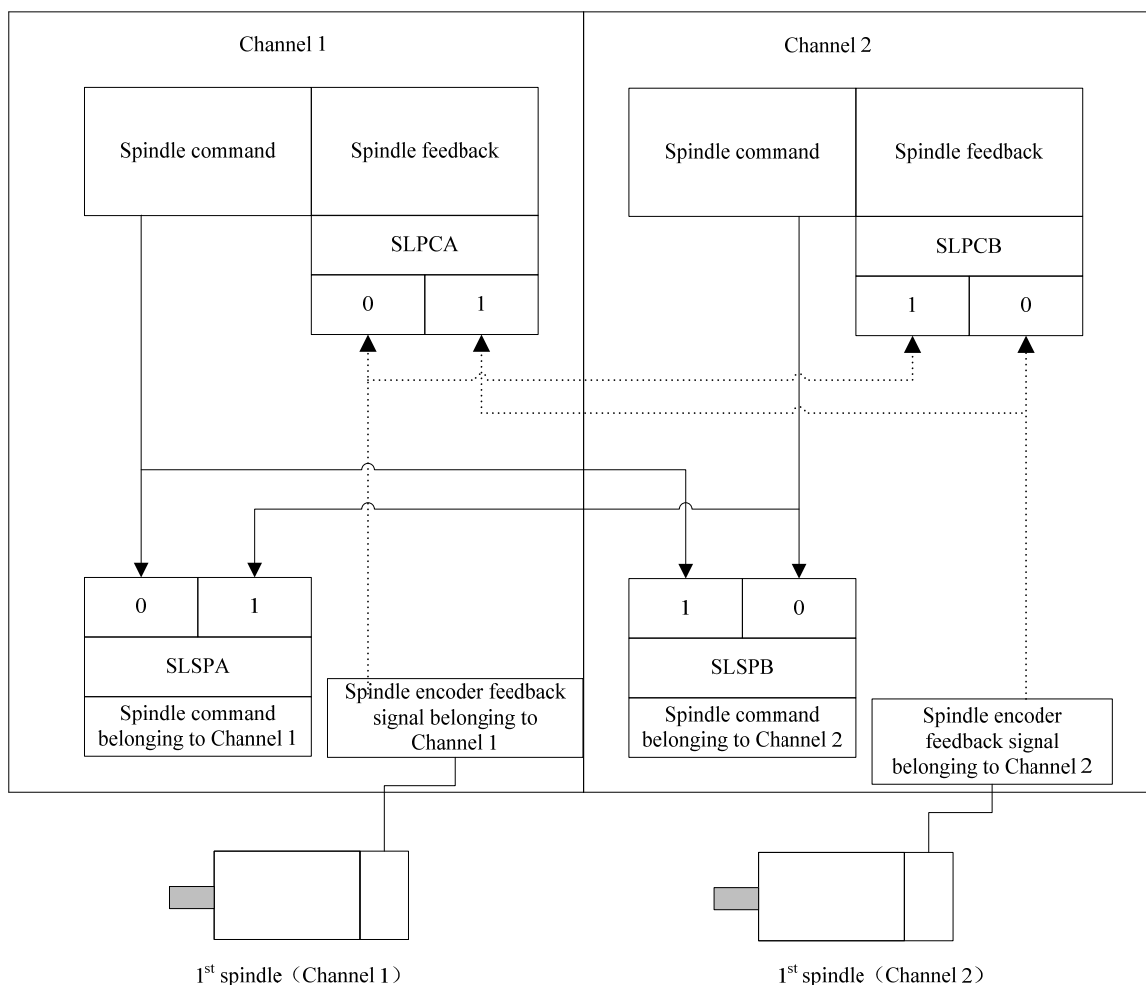 Channel 1
Channel 2
Spindle command
Spindle feedback
Spindle command
Spindle feedback
SLPCA
SLPCB
0
1
1
0
0
1
1
0
SLSPA
SLSPB
Spindle command
belonging to Channel 1
Spindle encoder feedback
signal belonging to
Channel 1
Spindle command
belonging to Channel 2
Spindle encoder
feedback signal
belonging to Channel 2
1st spindle（Channel 1）
1st spindle（Channel 2）